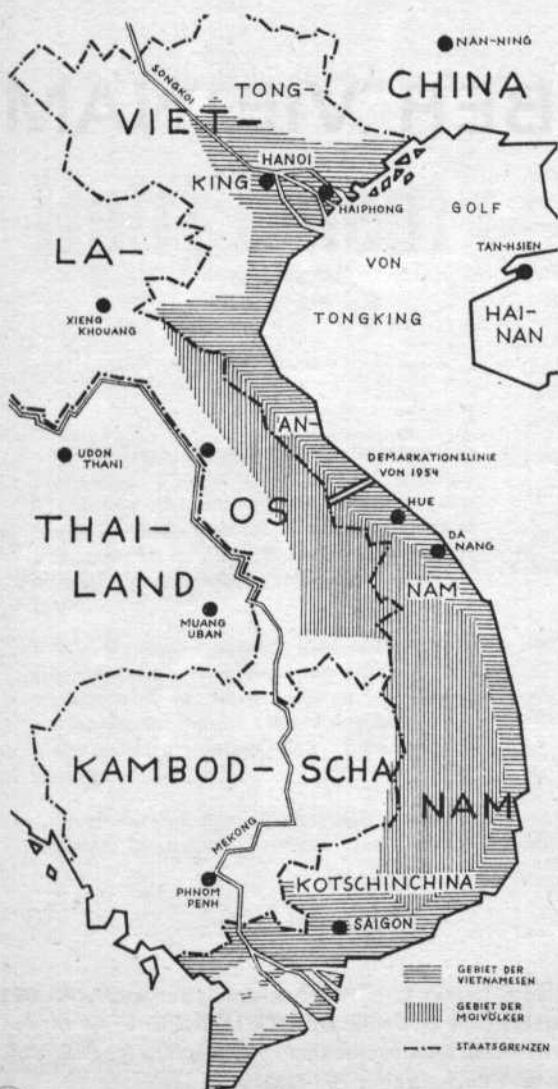 NAN-NING
CHINA
SONGKOI
TONG-
VIET-
HANOI
KING
HAIPHONG
GOLF
VON
TONGKING
TAN-HSIEN
HAI-
NAN
LA-
XIENG
KHOUANG
AN-
DEMARKATIONSLINIE
VON 1954
UDON
THANI
OS
HUE
DA
NANG
THAI-
LAND
NAM
MUANG
UBAN
KAMBOD-SCHA
NAM
MEKONG
PHNOM
PENH
KOTSCHINCHINA
SAIGON
GEBIET DER
VIETNAMESEN
GEBIET DER
MOIVÖLKER
STAATSGRENZEN